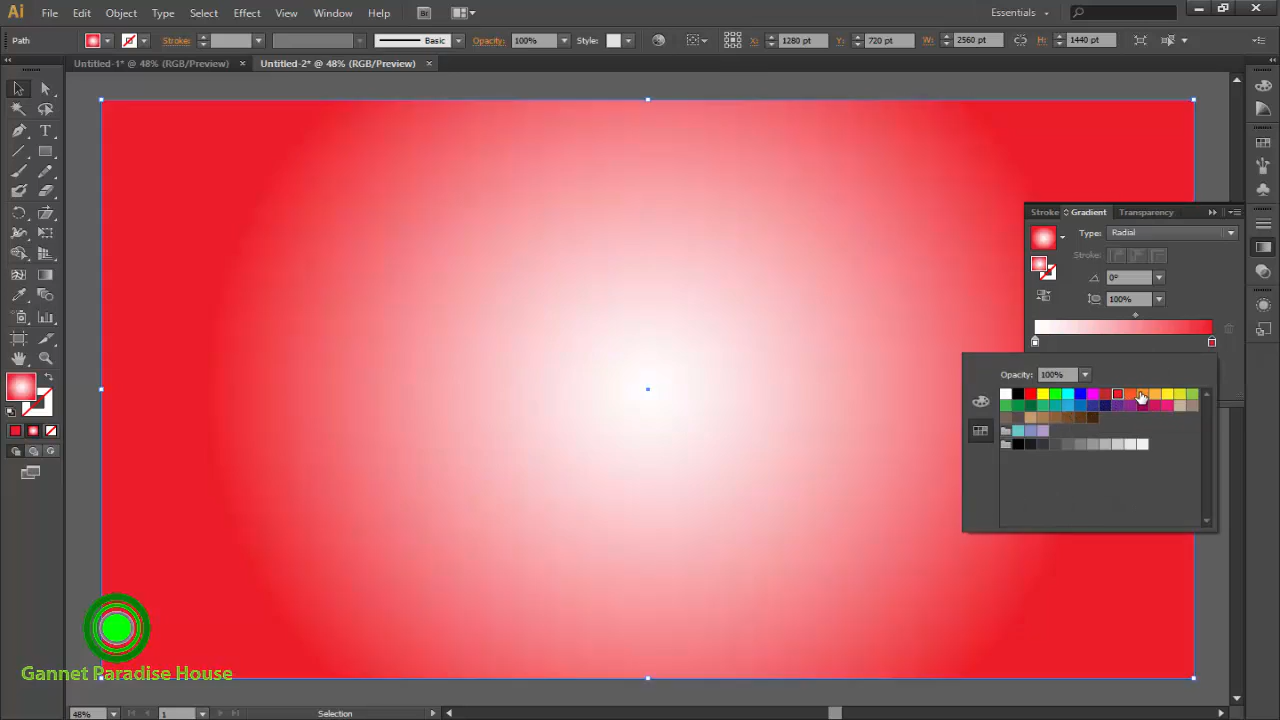 Ai File Edit Object Type Select Effect View Window Help Br Essentials
Path Stroke: Basic Opacity: 100% Style: X: 1280 pt Y: 720 pt W: 2560 pt H: 1440 pt
Untitled-1* @ 48% (RGB/Preview) Untitled-2* @ 48% (RGB/Preview)
Stroke Gradient Transparency
Type: Radial
Stroke:
0°
100%
Opacity: 100%
Gannet Paradise House
48% 1 Selection